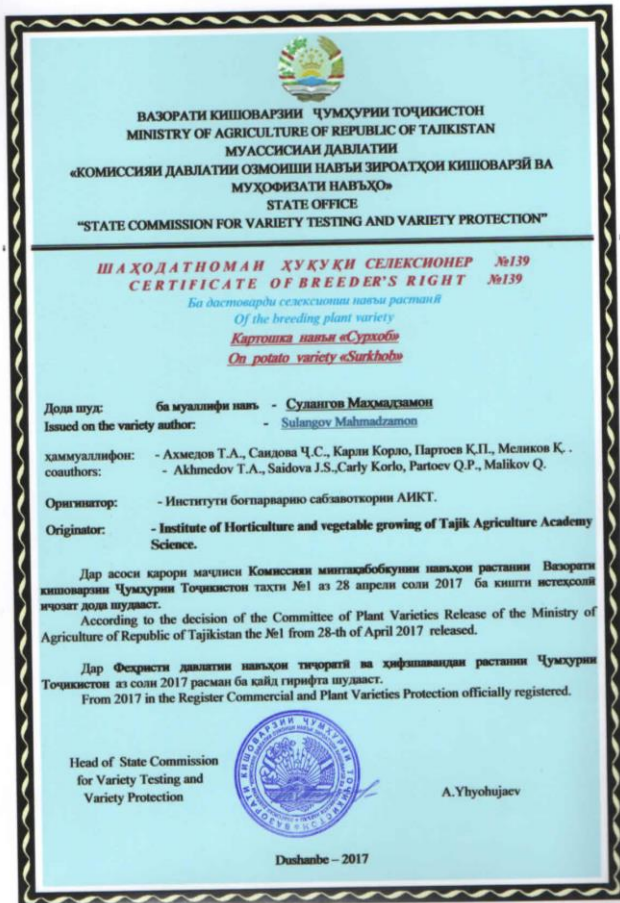 ВАЗОРАТИ КИШОВАРЗИИ ҶУМҲУРИИ ТОҶИКИСТОН
MINISTRY OF AGRICULTURE OF REPUBLIC OF TAJIKISTAN
МУАССИСИАИ ДАВЛАТИИ
«КОМИССИЯИ ДАВЛАТИИ ОЗМОИШИ НАВЪИ ЗИРОАТҲОИ КИШОВАРЗӢ ВА
МУҲОФИЗАТИ НАВЪҲО»
STATE OFFICE
“STATE COMMISSION FOR VARIETY TESTING AND VARIETY PROTECTION”
ШАҲОДАТНОМАИ ҲУҚУҚИ СЕЛЕКСИОНЕР №139
CERTIFICATE OF BREEDER'S RIGHT №139
Ба дастоварди селексионии навъи растанӣ
Of the breeding plant variety
Картошка навъи «Сурхоб»
On potato variety «Surkhob»
Дода шуд: ба муаллифи навъ - Сулангов Маҳмадзамон
Issued on the variety author: - Sulangov Mahmadzamon
ҳаммуаллифон: - Ахмедов Т.А., Саидова Ҷ.С., Карли Корло, Партоев Қ.П., Меликов Қ. .
coauthors: - Akhmedov T.A., Saidova J.S.,Carly Korlo, Partoev Q.P., Malikov Q.
Оригинатор: - Институти боғпарварию сабзавоткории АИКТ.
Originator: - Institute of Horticulture and vegetable growing of Tajik Agriculture Academy
Science.
Дар асоси қарори маҷлиси Комиссияи минтақабобкунии навъҳои растании Вазорати
кишоварзии Ҷумҳурии Тоҷикистон таҳти №1 аз 28 апрели соли 2017 ба кишти истеҳсолӣ
иҷозат дода шудааст.
According to the decision of the Committee of Plant Varieties Release of the Ministry of
Agriculture of Republic of Tajikistan the №1 from 28-th of April 2017 released.
Дар Феҳристи давлатии навъҳои тиҷоратӣ ва ҳифзшавандаи растании Ҷумҳурии
Тоҷикистон аз соли 2017 расман ба қайд гирифта шудааст.
From 2017 in the Register Commercial and Plant Varieties Protection officially registered.
Head of State Commission
for Variety Testing and
Variety Protection
A.Yhyohujaev
Dushanbe – 2017